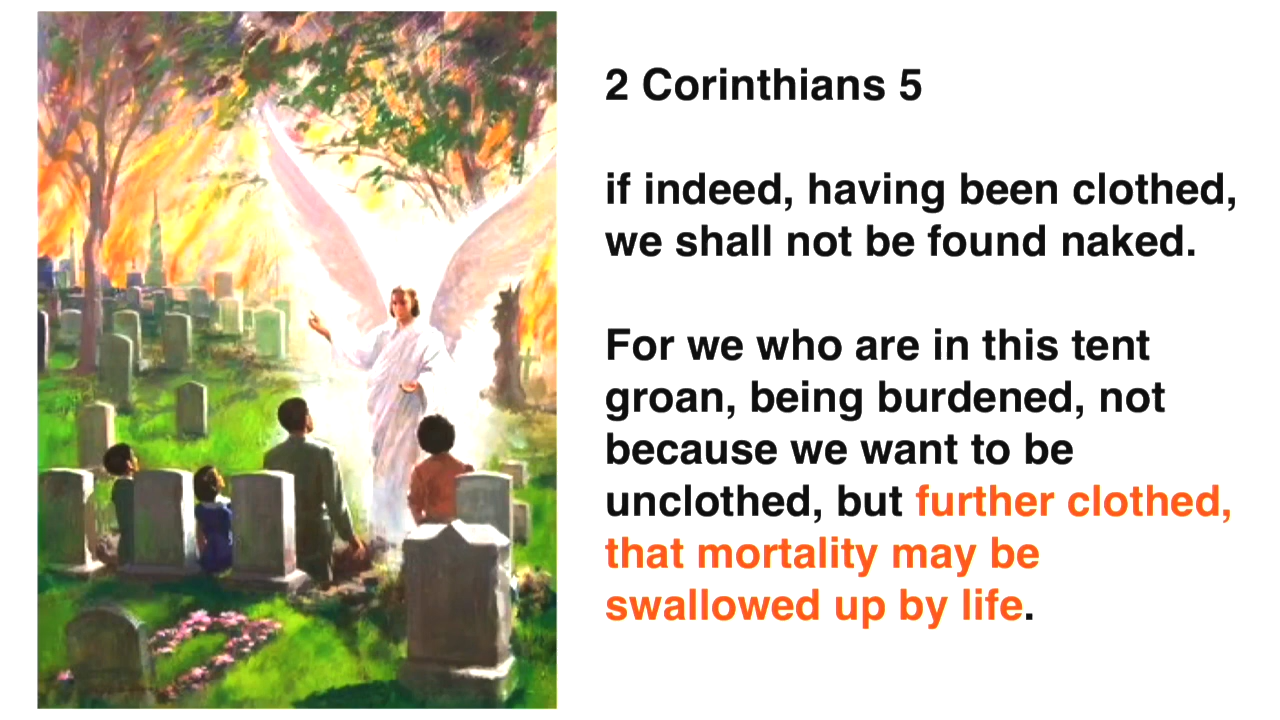 2 Corinthians 5
if indeed, having been clothed,
we shall not be found naked.
For we who are in this tent
groan, being burdened, not
because we want to be
unclothed, but further clothed,
that mortality may be
swallowed up by life.